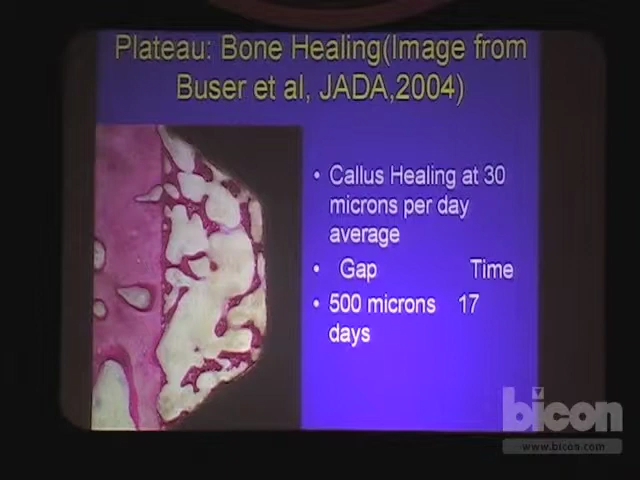 Plateau: Bone Healing(Image from
Buser et al, JADA,2004)
• Callus Healing at 30
microns per day
average
• Gap Time
• 500 microns 17
days
bicon
www.bicon.com